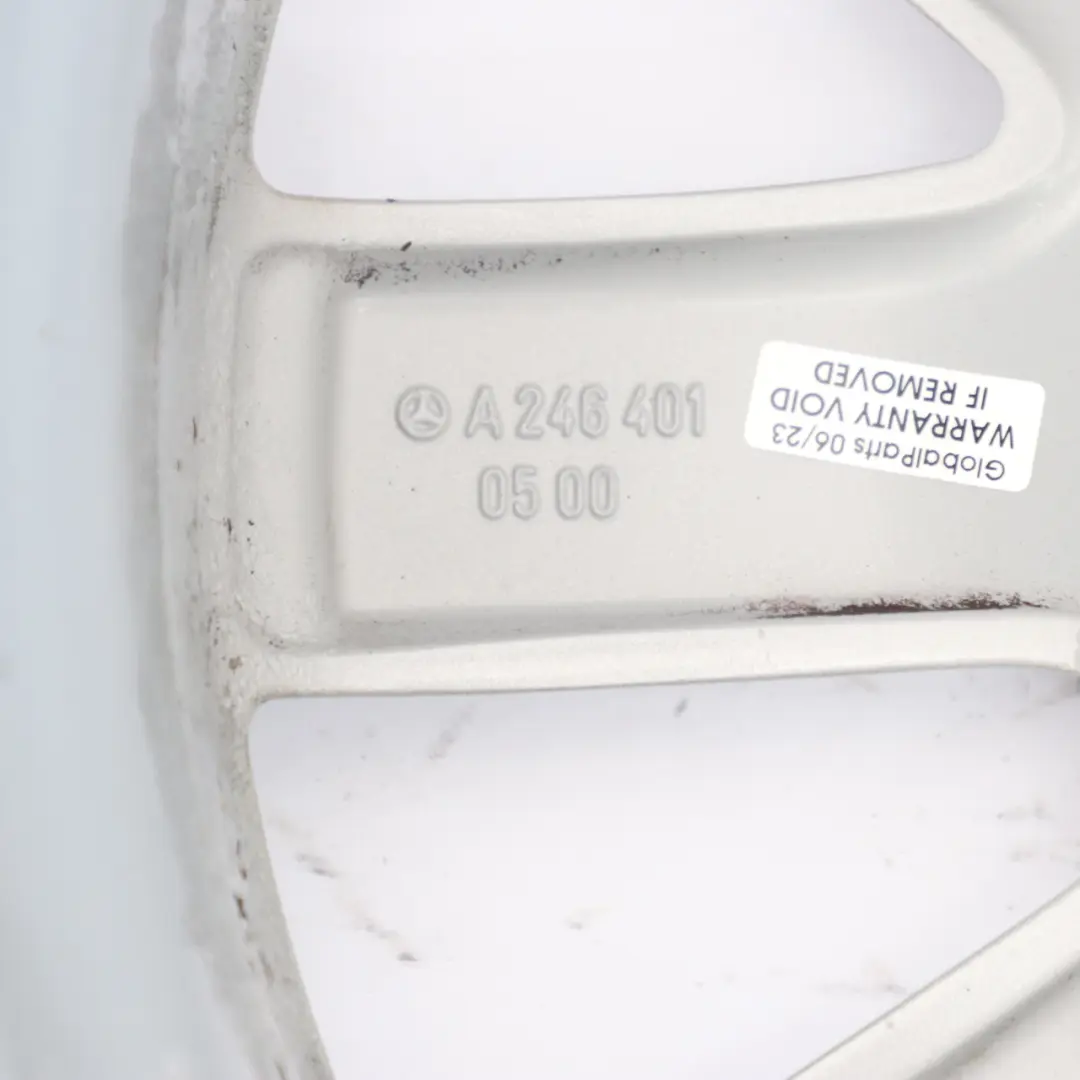 A 246 401
05 00
GlobalParts 06/23
WARRANTY VOID
IF REMOVED